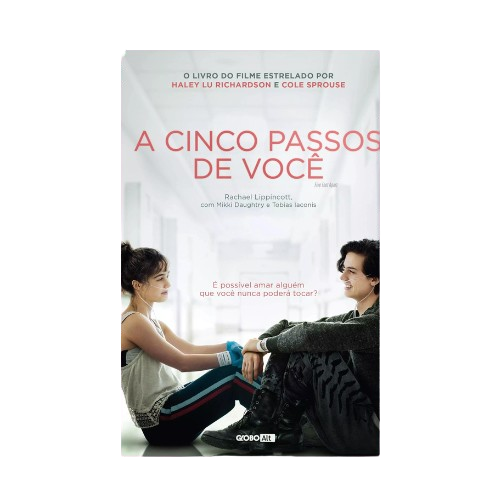 O LIVRO DO FILME ESTRELADO POR
HALEY LU RICHARDSON E COLE SPROUSE
A CINCO PASSOS
DE VOCÊ
Rachael Lippincott,
com Mikki Daughtry e Tobias Iaconis
É possível amar alguém
que você nunca poderá tocar?
GLOBO Alt